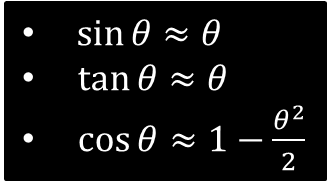 • sin θ ≈ θ
• tan θ ≈ θ
• cos θ ≈ 1 − θ²/2